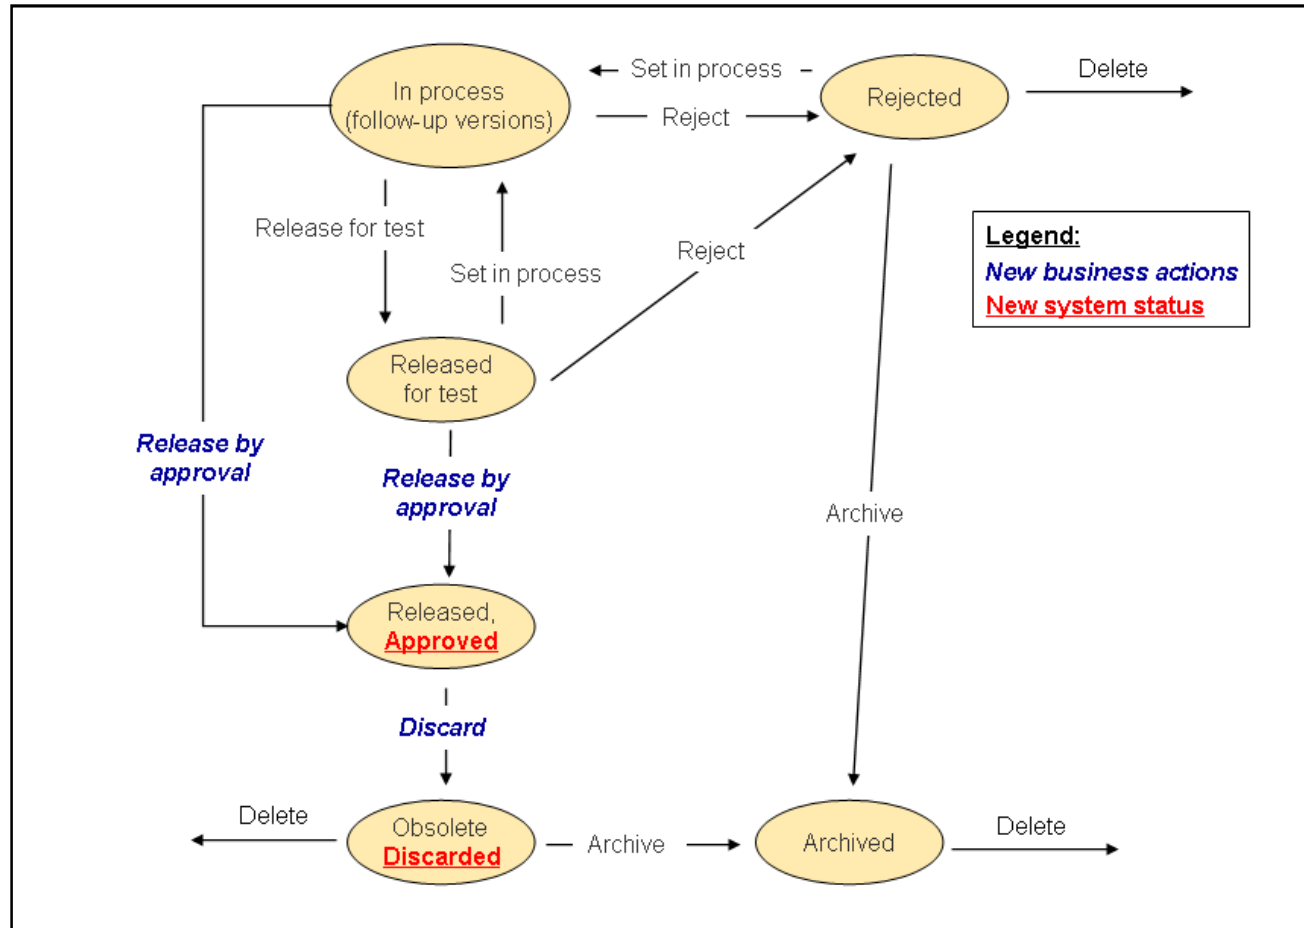 In process
(follow-up versions)
Set in process
Reject
Rejected
Delete
Release for test
Set in process
Reject
Legend:
New business actions
New system status
Released
for test
Release by
approval
Release by
approval
Archive
Released,
Approved
Discard
Delete
Obsolete
Discarded
Archive
Archived
Delete